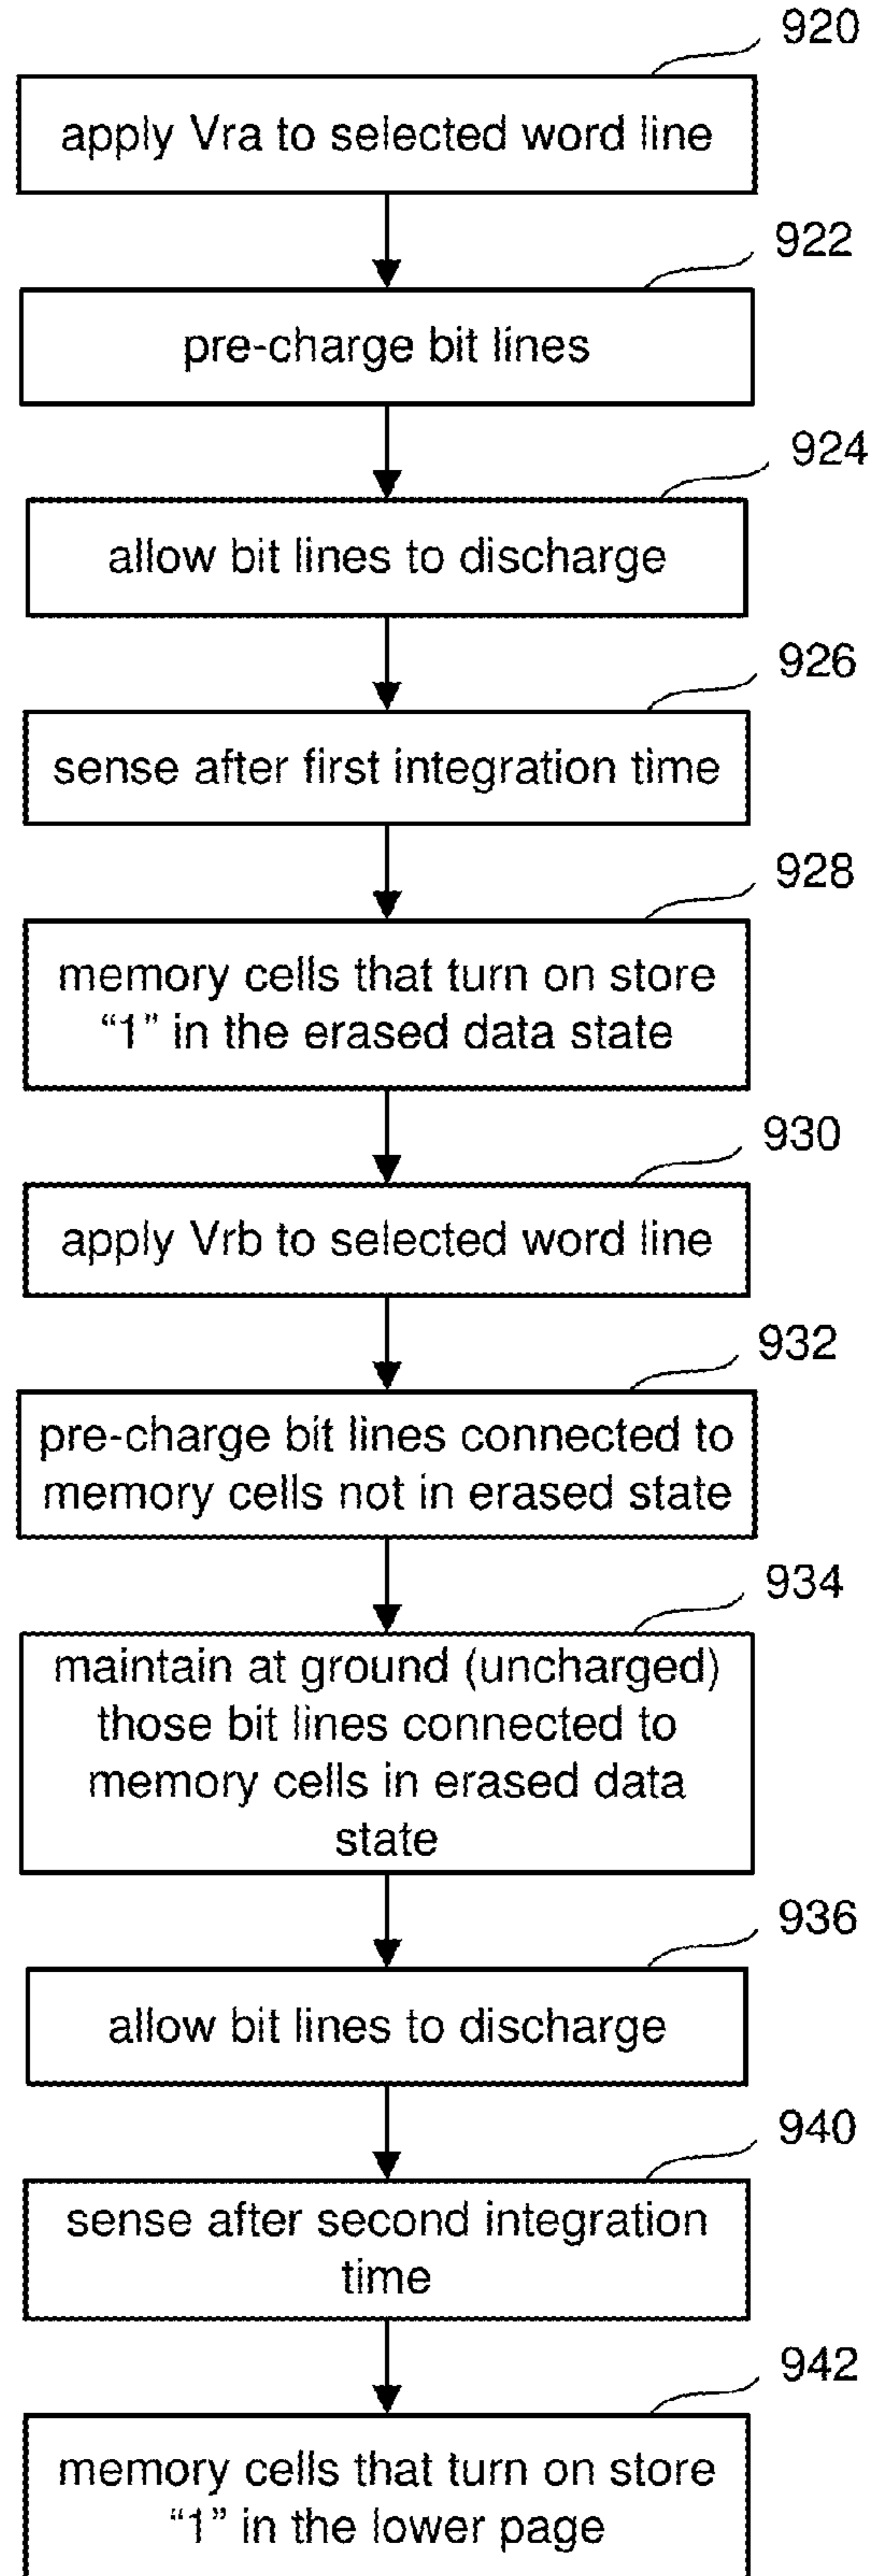 920
apply Vra to selected word line
922
pre-charge bit lines
924
allow bit lines to discharge
926
sense after first integration time
928
memory cells that turn on store
“1” in the erased data state
930
apply Vrb to selected word line
932
pre-charge bit lines connected to
memory cells not in erased state
934
maintain at ground (uncharged)
those bit lines connected to
memory cells in erased data
state
936
allow bit lines to discharge
940
sense after second integration
time
942
memory cells that turn on store
“1” in the lower page